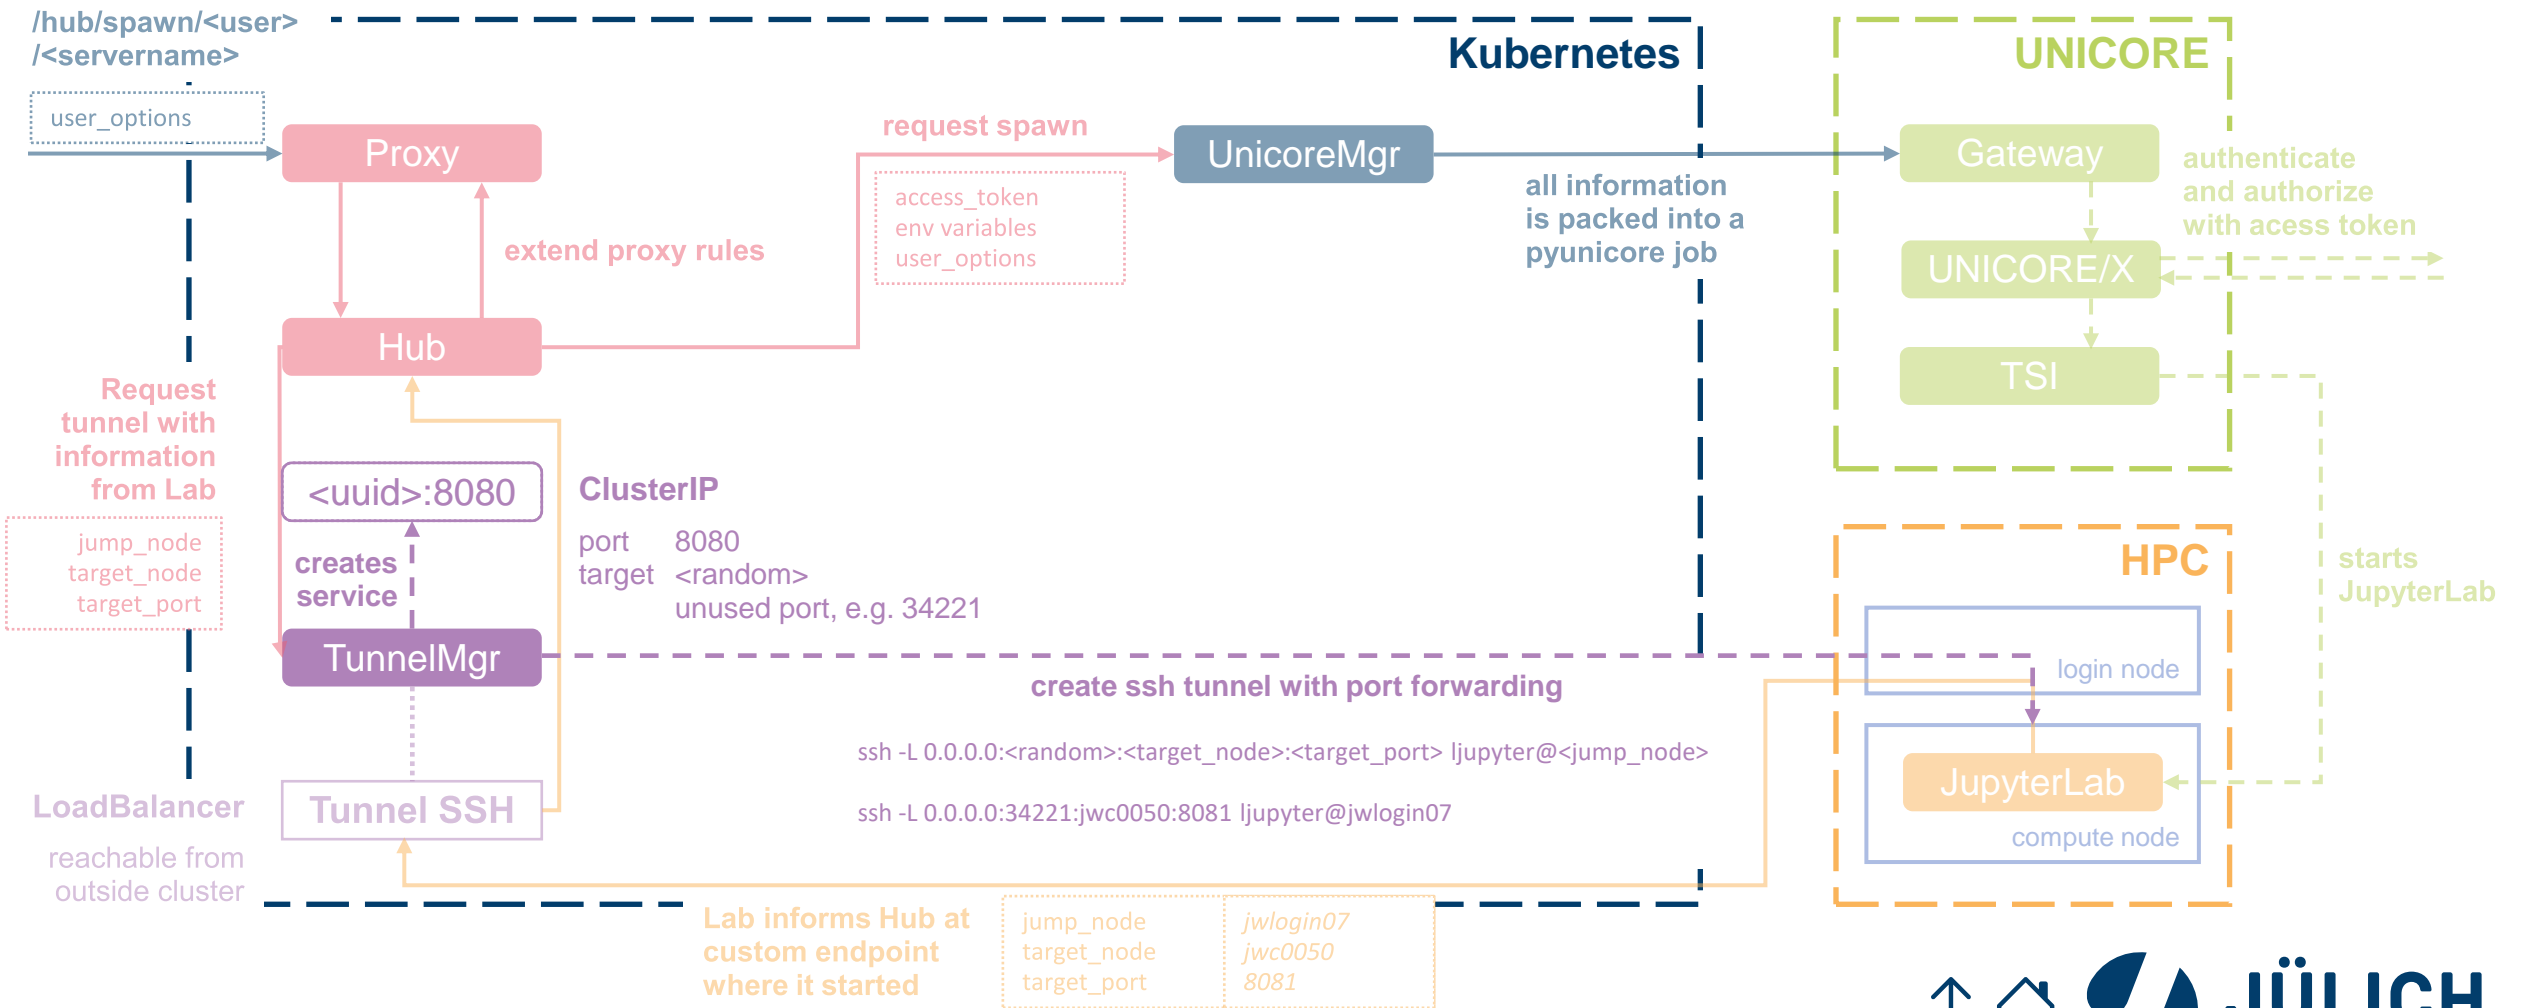 /hub/spawn/<user>
/<servername>
user_options
Proxy
extend proxy rules
Hub
request spawn
access_token
env variables
user_options
Kubernetes
UnicoreMgr
all information
is packed into a
pyunicore job
UNICORE
Gateway
authenticate
and authorize
with acess token
UNICORE/X
TSI
starts
JupyterLab
Request
tunnel with
information
from Lab
jump_node
target_node
target_port
<uuid>:8080
ClusterIP
port 8080
target <random>
unused port, e.g. 34221
creates
service
TunnelMgr
create ssh tunnel with port forwarding
ssh -L 0.0.0.0:<random>:<target_node>:<target_port> ljupyter@<jump_node>
ssh -L 0.0.0.0:34221:jwc0050:8081 ljupyter@jwlogin07
HPC
login node
JupyterLab
compute node
LoadBalancer
reachable from
outside cluster
Tunnel SSH
Lab informs Hub at
custom endpoint
where it started
jump_node jwlogin07
target_node jwc0050
target_port 8081
JÜLICH